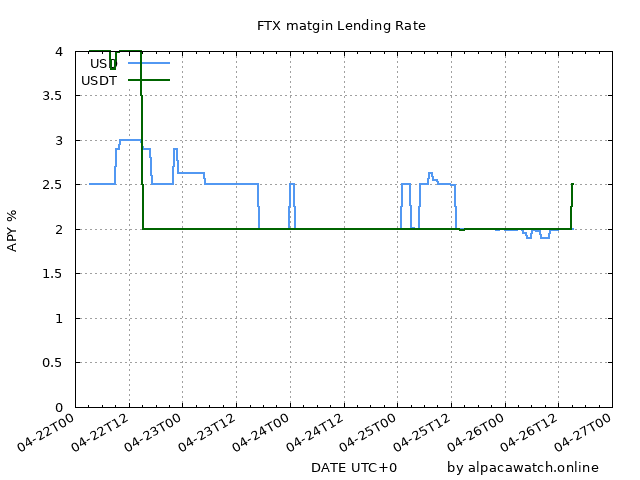 FTX matgin Lending Rate
4
3.5
3
2.5
2
1.5
1
0.5
0
APY %
USD
USDT
04-22T00
04-22T12
04-23T00
04-23T12
04-24T00
04-24T12
04-25T00
04-25T12
04-26T00
04-26T12
04-27T00
DATE UTC+0
by alpacawatch.online